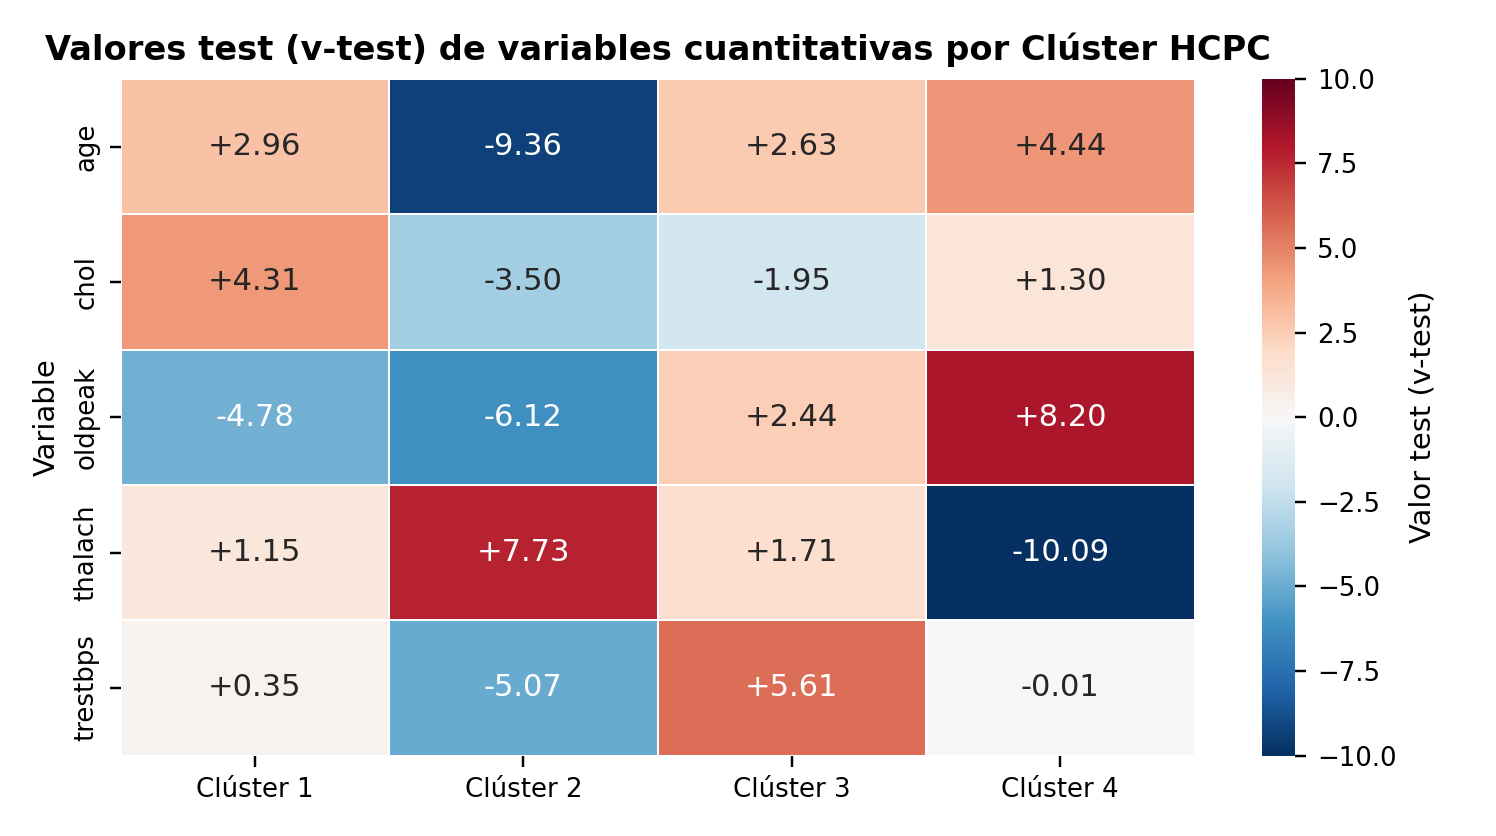 Valores test (v-test) de variables cuantitativas por Clúster HCPC
Variable
age +2.96 -9.36 +2.63 +4.44
chol +4.31 -3.50 -1.95 +1.30
oldpeak -4.78 -6.12 +2.44 +8.20
thalach +1.15 +7.73 +1.71 -10.09
trestbps +0.35 -5.07 +5.61 -0.01
Clúster 1 Clúster 2 Clúster 3 Clúster 4
10.0
7.5
5.0
2.5
0.0
−2.5
−5.0
−7.5
−10.0
Valor test (v-test)